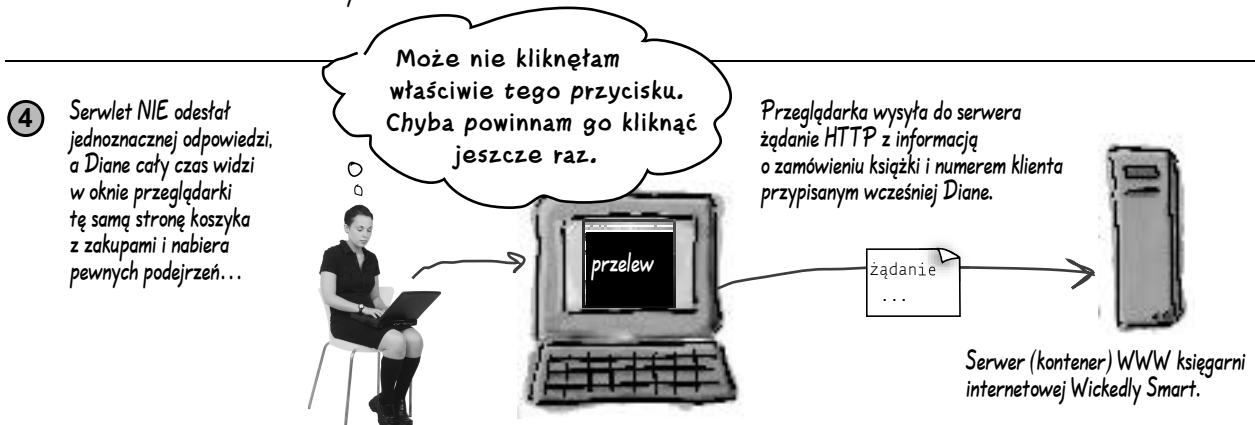 Może nie kliknęłam
właściwie tego przycisku.
Chyba powinnam go kliknąć
jeszcze raz.
4
Serwlet NIE odesłał
jednoznacznej odpowiedzi,
a Diane cały czas widzi
w oknie przeglądarki
tę samą stronę koszyka
z zakupami i nabiera
pewnych podejrzeń...
Przeglądarka wysyła do serwera
żądanie HTTP z informacją
o zamówieniu książki i numerem klienta
przypisanym wcześniej Diane.
przelew
żądanie
...
Serwer (kontener) WWW księgarni
internetowej Wickedly Smart.